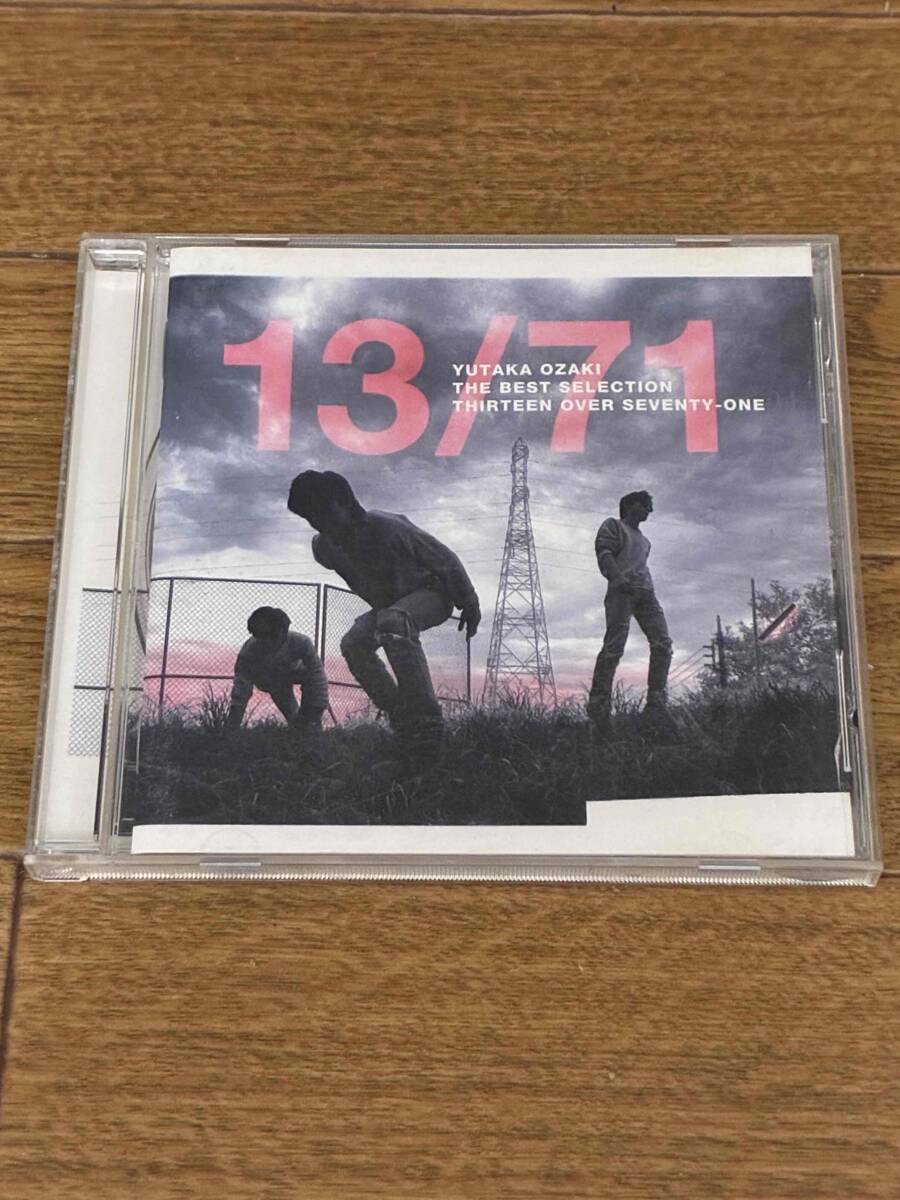 13/71
YUTAKA OZAKI
THE BEST SELECTION
THIRTEEN OVER SEVENTY-ONE